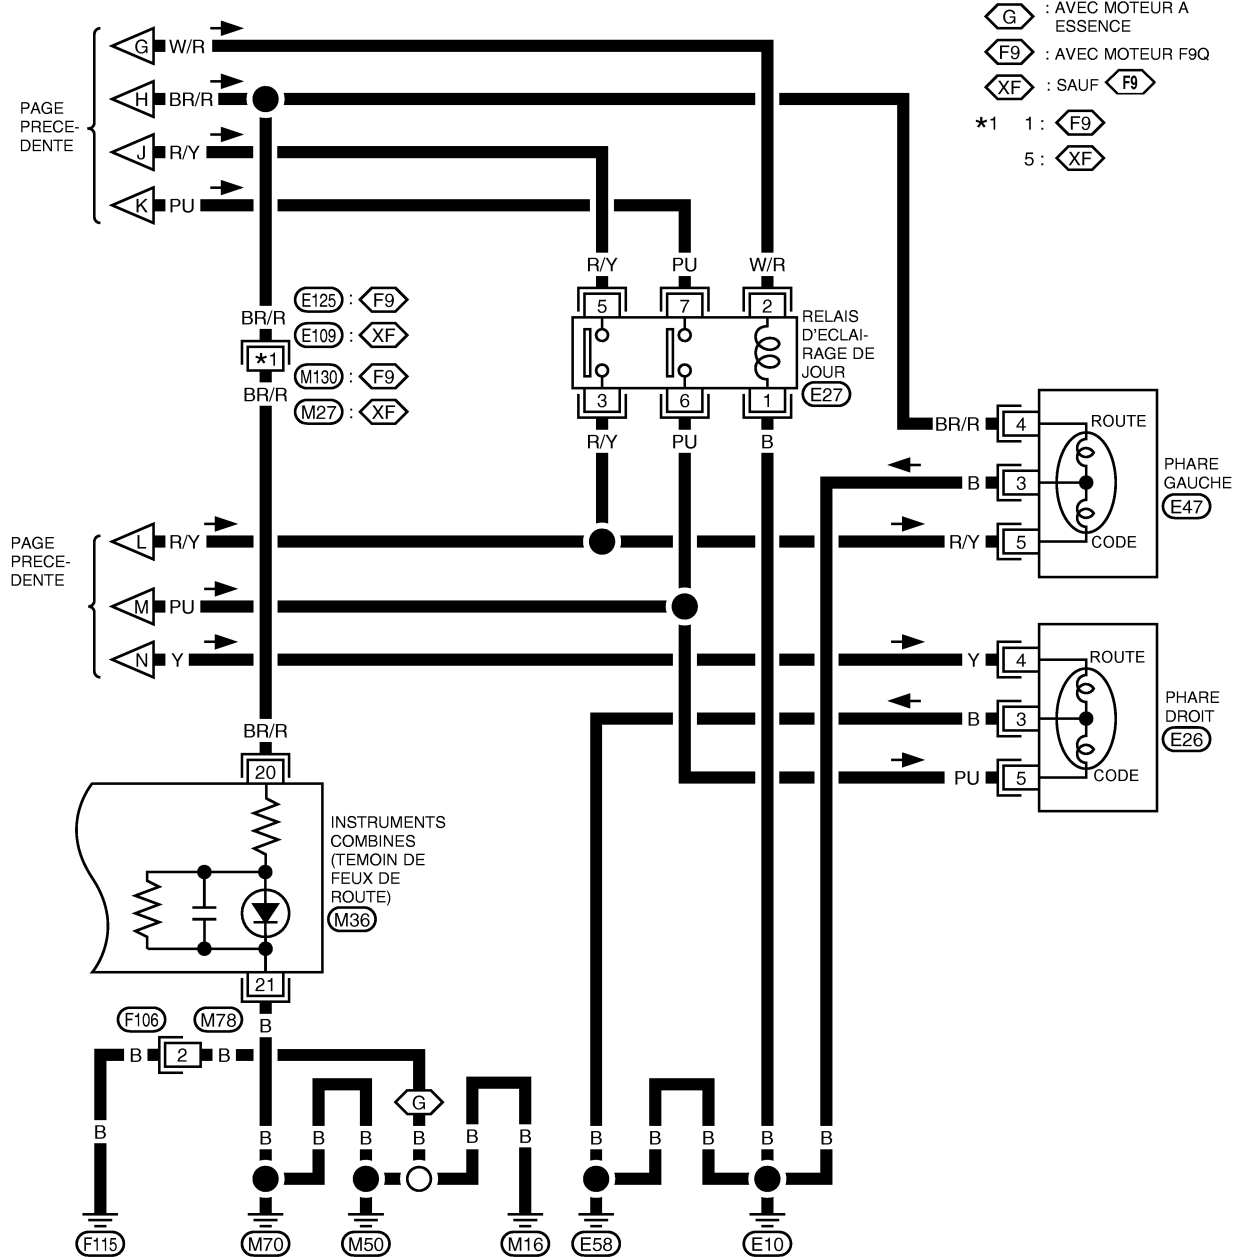 G : AVEC MOTEUR A
ESSENCE
F9 : AVEC MOTEUR F9Q
XF : SAUF F9
*1 1 : F9
5 : XF
PAGE
PRECE-
DENTE
G W/R
H BR/R
J R/Y
K PU
R/Y PU W/R
5 7 2
RELAIS
D'ECLAI-
RAGE DE
JOUR
E27
3 6 1
R/Y PU B
BR/R
*1
BR/R
E125 : F9
E109 : XF
M130 : F9
M27 : XF
BR/R 4 ROUTE
B 3
R/Y 5 CODE
PHARE
GAUCHE
E47
PAGE
PRECE-
DENTE
L R/Y
M PU
N Y
Y 4 ROUTE
B 3
PU 5 CODE
PHARE
DROIT
E26
BR/R
20
INSTRUMENTS
COMBINES
(TEMOIN DE
FEUX DE
ROUTE)
M36
21
B
F106 M78
B 2 B
G
B B B B B B B B B B B B
F115 M70 M50 M16 E58 E10